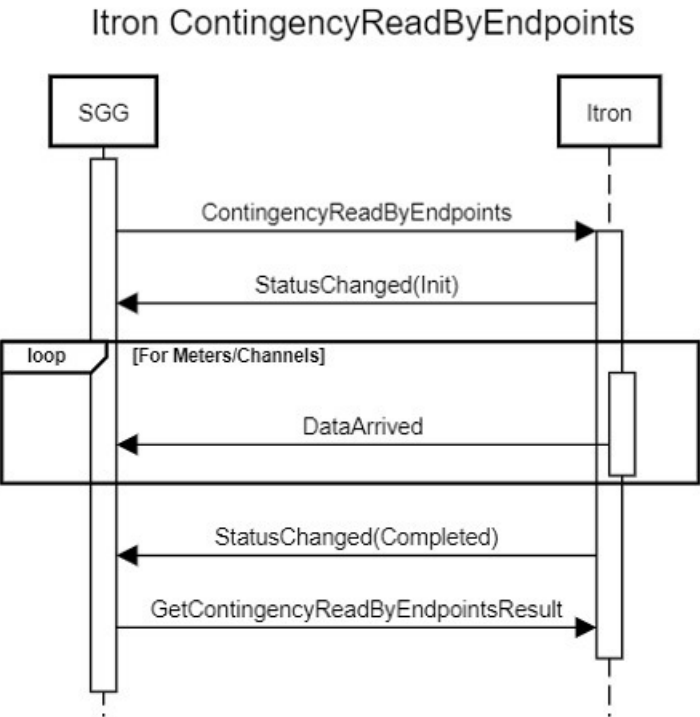 Itron ContingencyReadByEndpoints
SGG
Itron
ContingencyReadByEndpoints
StatusChanged(Init)
loop
[For Meters/Channels]
DataArrived
StatusChanged(Completed)
GetContingencyReadByEndpointsResult